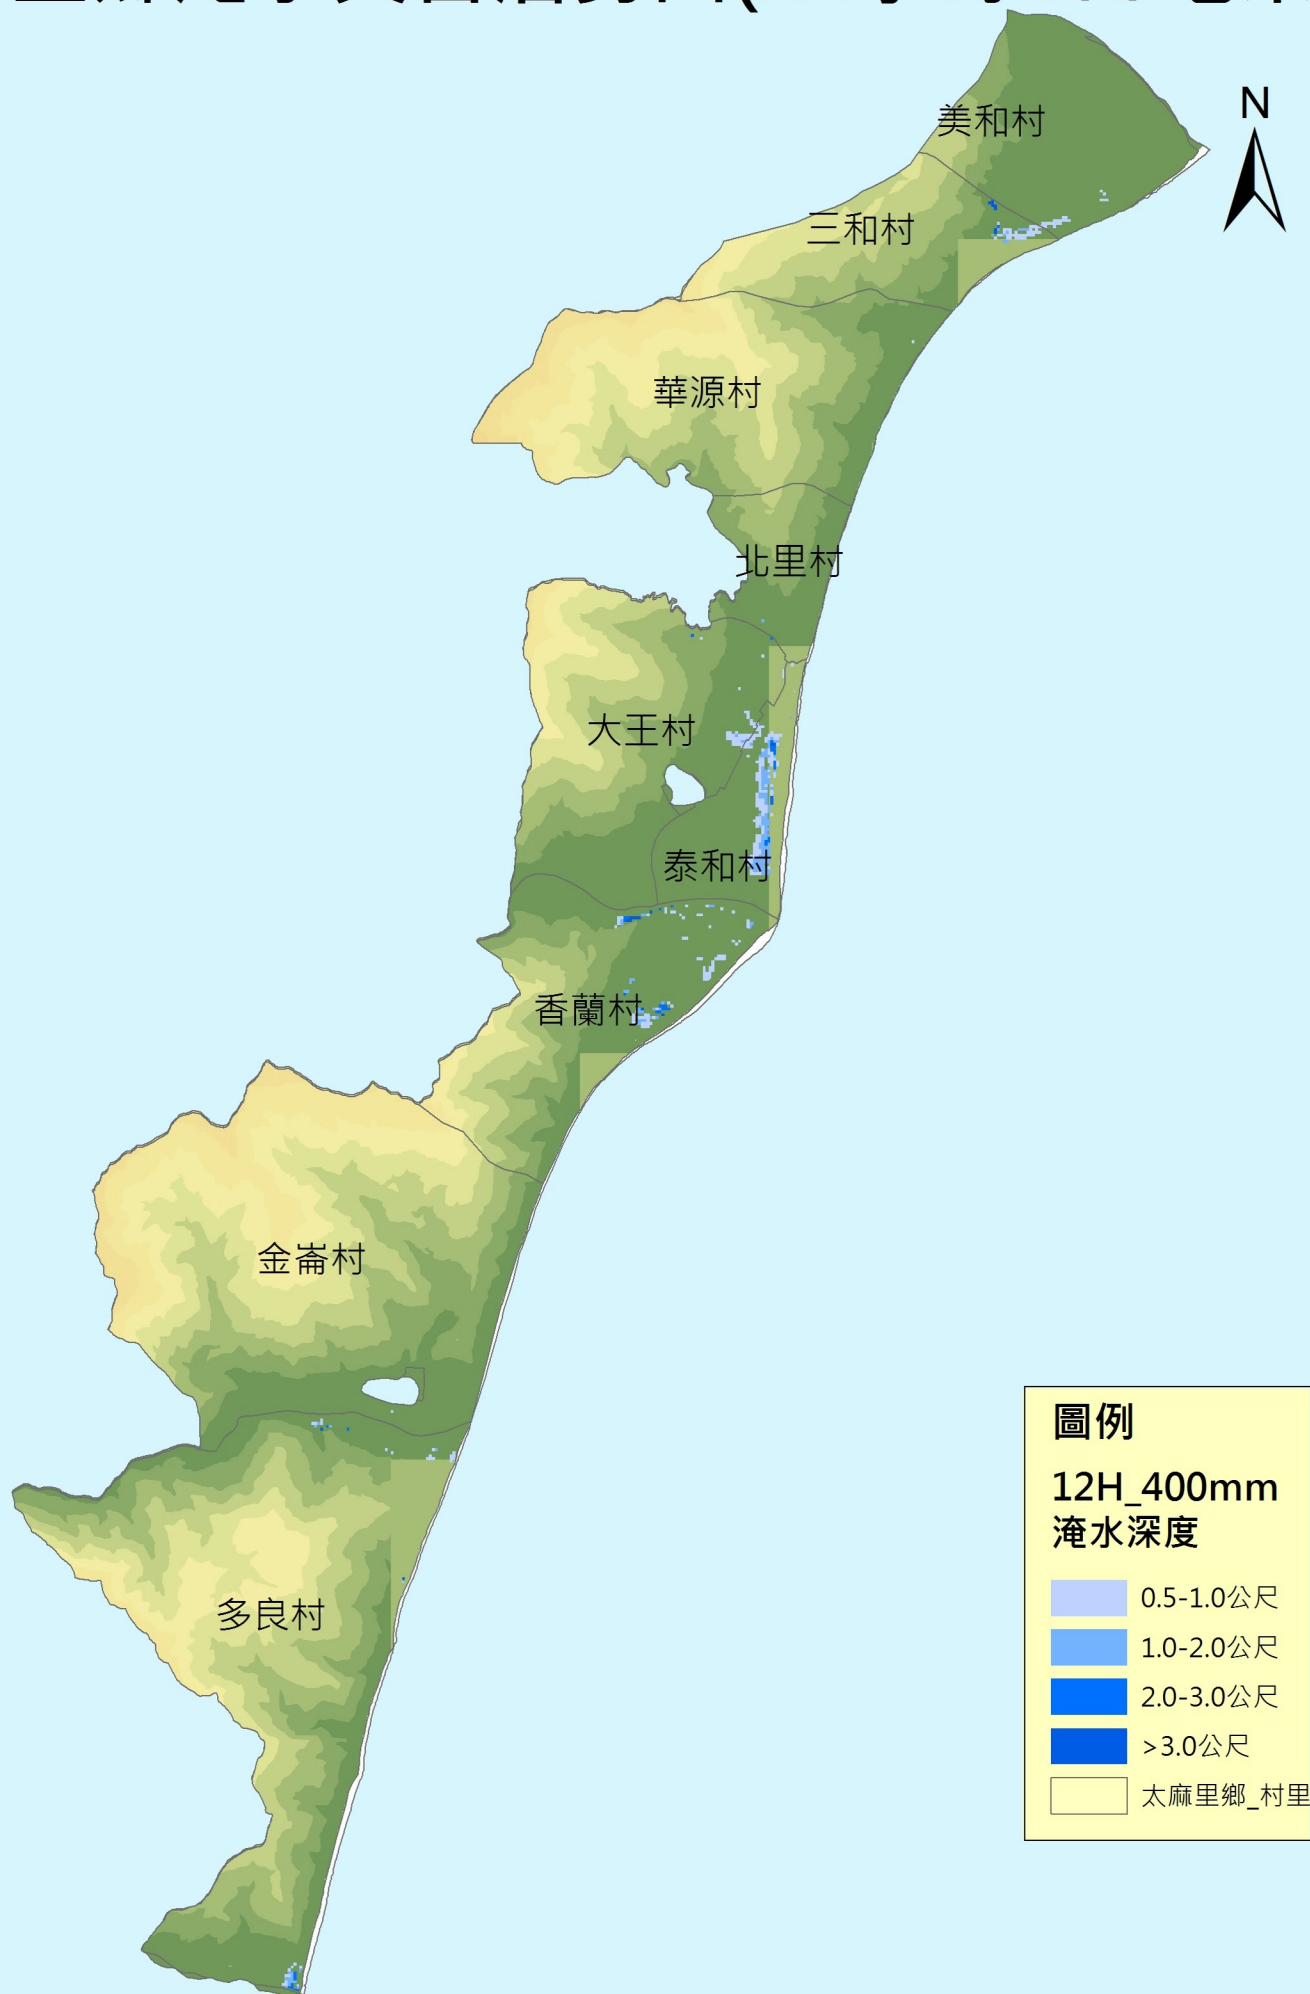 N
美和村
三和村
華源村
北里村
大王村
泰和村
香蘭村
金崙村
多良村
圖例
12H_400mm
淹水深度
0.5-1.0公尺
1.0-2.0公尺
2.0-3.0公尺
>3.0公尺
太麻里鄉_村里